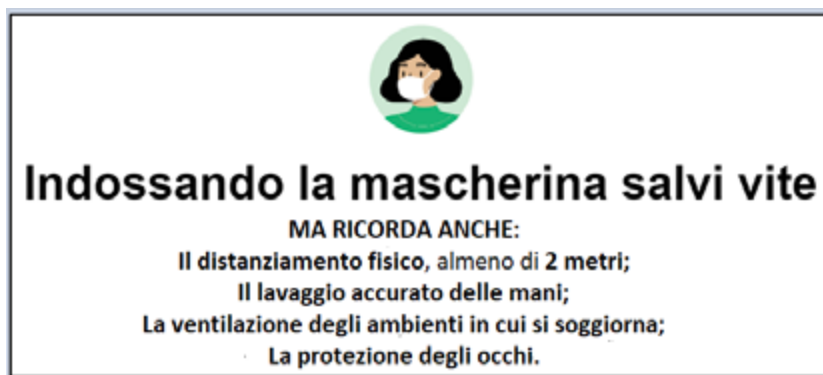 Indossando la mascherina salvi vite
MA RICORDA ANCHE:
Il distanziamento fisico, almeno di 2 metri;
Il lavaggio accurato delle mani;
La ventilazione degli ambienti in cui si soggiorna;
La protezione degli occhi.